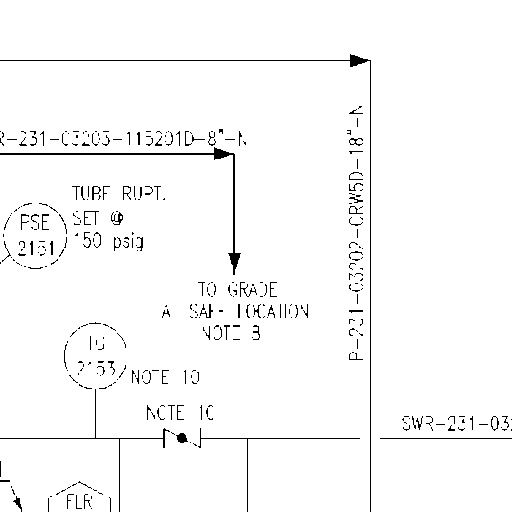 R-231-03203-115201D-8"-N
P-231-03202-CRW5D-18"-N
TUBE RUPT.
SET @
150 psig
PSE
2151
TO GRADE
A SAFE LOCATION
NOTE 8
TG
2153
NOTE 10
NOTE 10
SWR-231-03
FLR